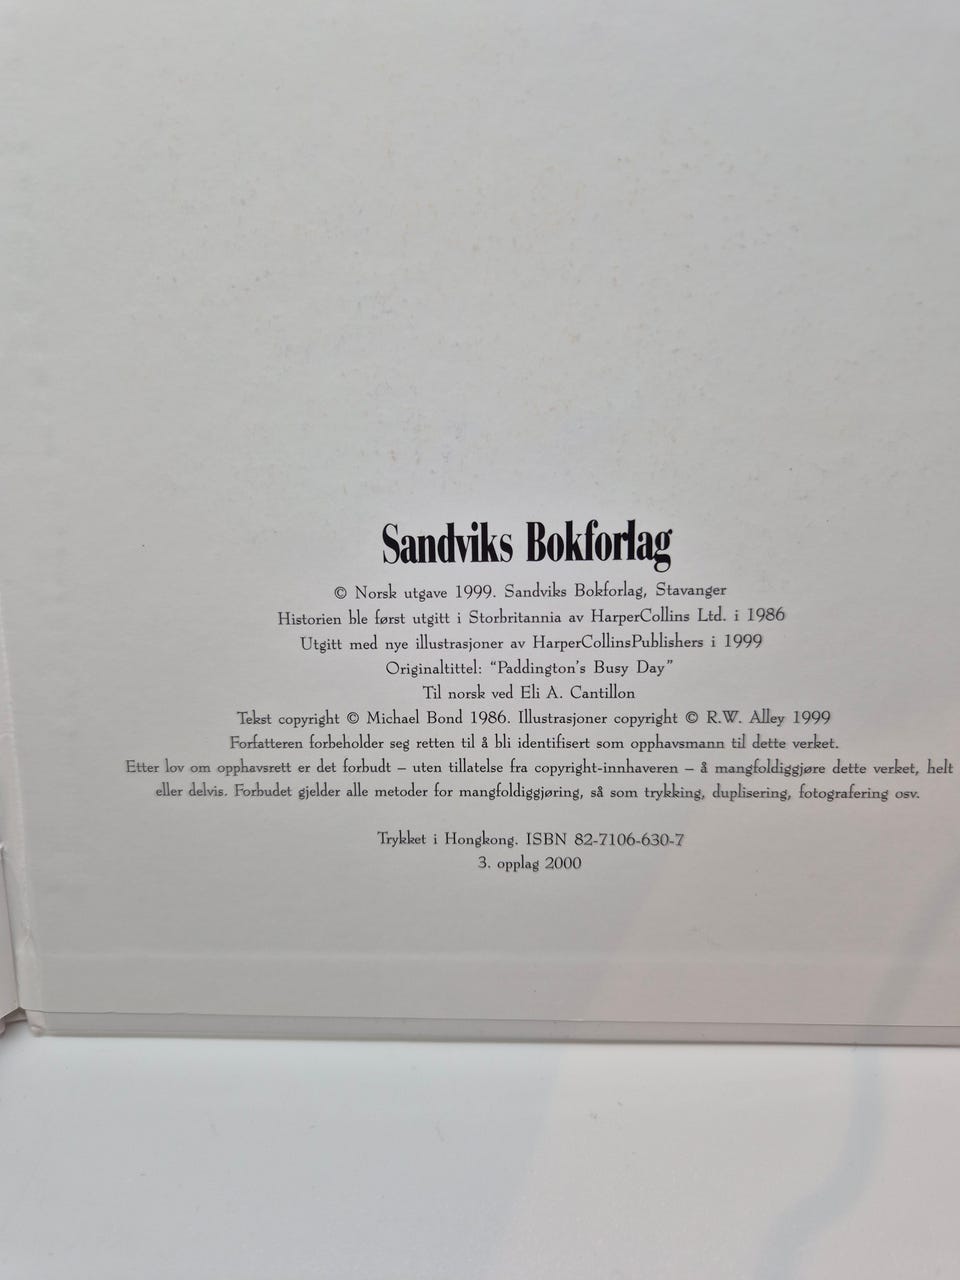 Sandviks Bokforlag
© Norsk utgave 1999. Sandviks Bokforlag, Stavanger
Historien ble først utgitt i Storbritannia av HarperCollins Ltd. i 1986
Utgitt med nye illustrasjoner av HarperCollinsPublishers i 1999
Originaltittel: “Paddington’s Busy Day”
Til norsk ved Eli A. Cantillon
Tekst copyright © Michael Bond 1986. Illustrasjoner copyright © R.W. Alley 1999
Forfatteren forbeholder seg retten til å bli identifisert som opphavsmann til dette verket.
Etter lov om opphavsrett er det forbudt – uten tillatelse fra copyright-innhaveren – å mangfoldiggjøre dette verket, helt
eller delvis. Forbudet gjelder alle metoder for mangfoldiggjøring, så som trykking, duplisering, fotografering osv.
Trykket i Hongkong. ISBN 82-7106-630-7
3. opplag 2000